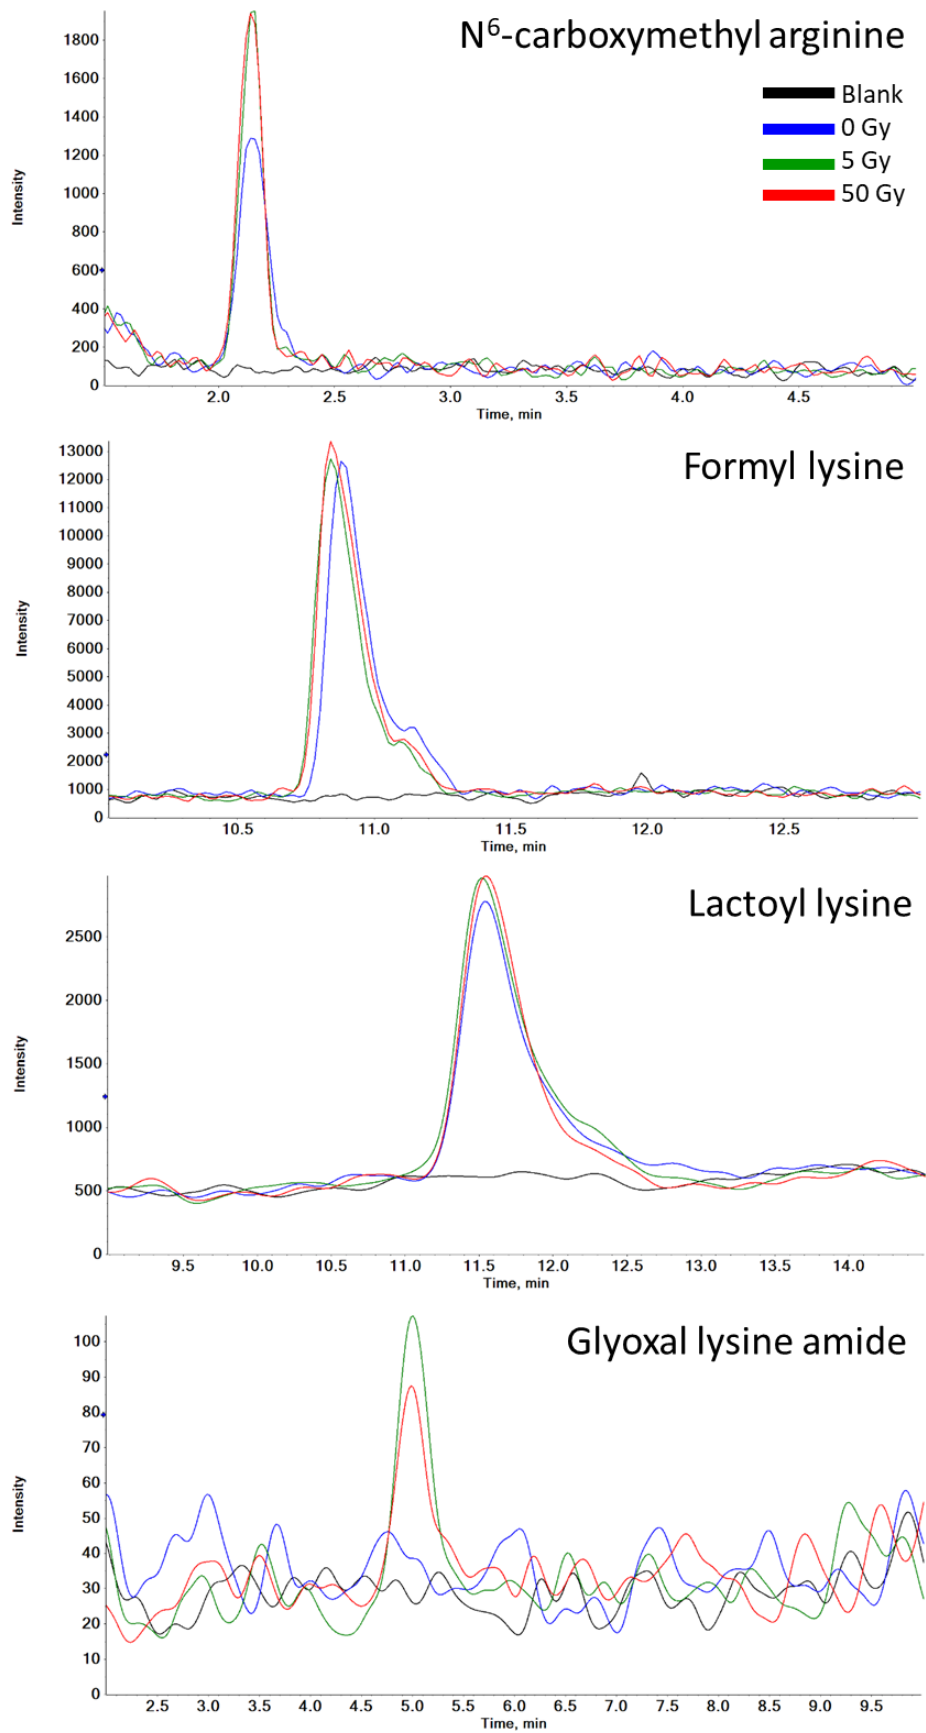 N⁶-carboxymethyl arginine
Blank
0 Gy
5 Gy
50 Gy
Intensity
1800
1600
1400
1200
1000
800
600
400
200
0
2.0 2.5 3.0 3.5 4.0 4.5
Time, min
Formyl lysine
Intensity
13000
12000
11000
10000
9000
8000
7000
6000
5000
4000
3000
2000
1000
0
10.5 11.0 11.5 12.0 12.5
Time, min
Lactoyl lysine
Intensity
2500
2000
1500
1000
500
0
9.5 10.0 10.5 11.0 11.5 12.0 12.5 13.0 13.5 14.0
Time, min
Glyoxal lysine amide
Intensity
100
90
80
70
60
50
40
30
20
10
0
2.5 3.0 3.5 4.0 4.5 5.0 5.5 6.0 6.5 7.0 7.5 8.0 8.5 9.0 9.5
Time, min